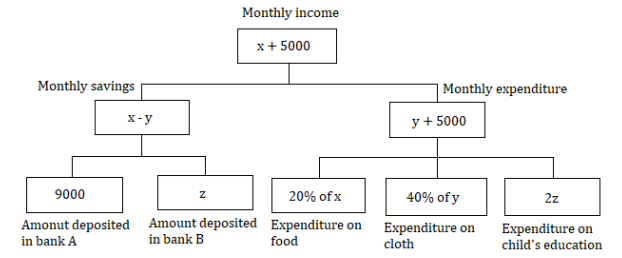 Monthly income
x + 5000
Monthly savings
Monthly expenditure
x - y
y + 5000
9000
z
20% of x
40% of y
2z
Amonut deposited
in bank A
Amount deposited
in bank B
Expenditure on
food
Expenditure on
cloth
Expenditure on
child's education